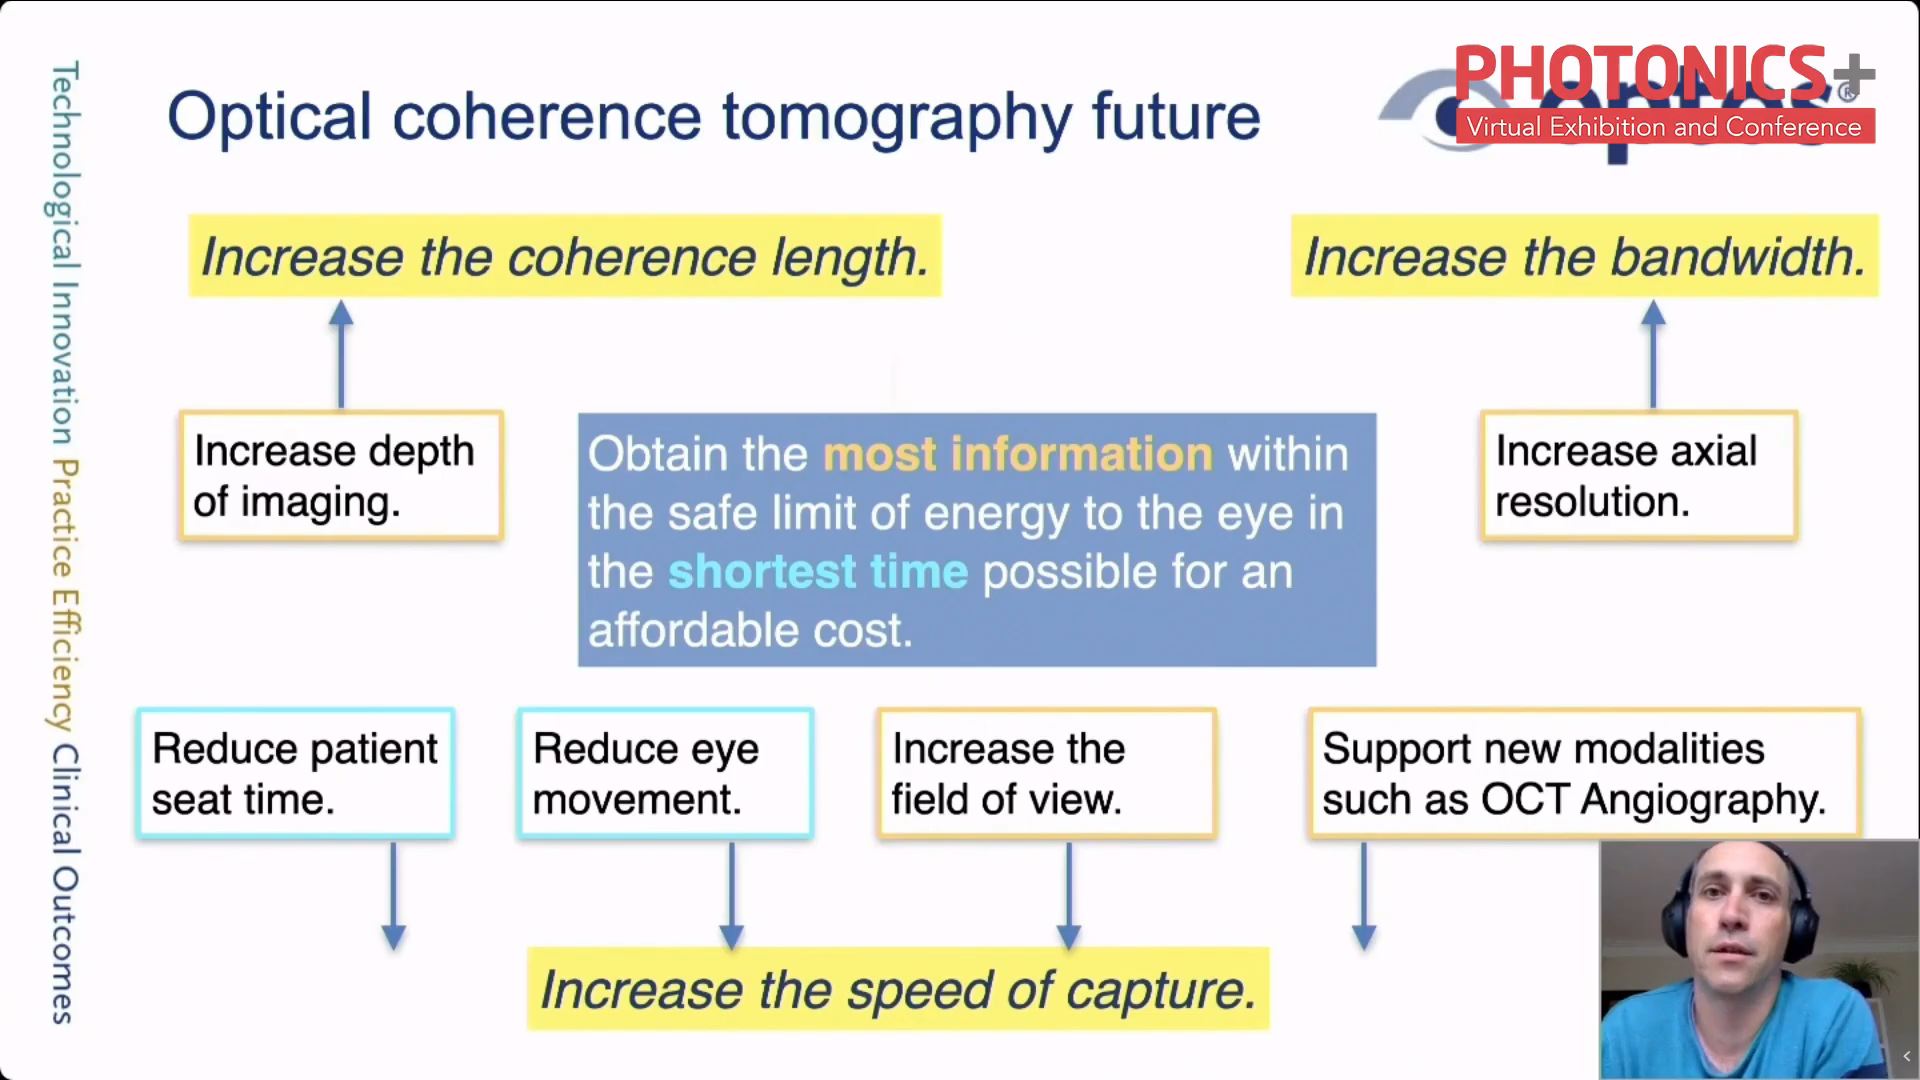 Technological Innovation Practice Efficiency Clinical Outcomes
Optical coherence tomography future
PHOTONICS+
Virtual Exhibition and Conference
optos®
Increase the coherence length.
Increase the bandwidth.
Increase depth
of imaging.
Obtain the most information within
the safe limit of energy to the eye in
the shortest time possible for an
affordable cost.
Increase axial
resolution.
Reduce patient
seat time.
Reduce eye
movement.
Increase the
field of view.
Support new modalities
such as OCT Angiography.
Increase the speed of capture.